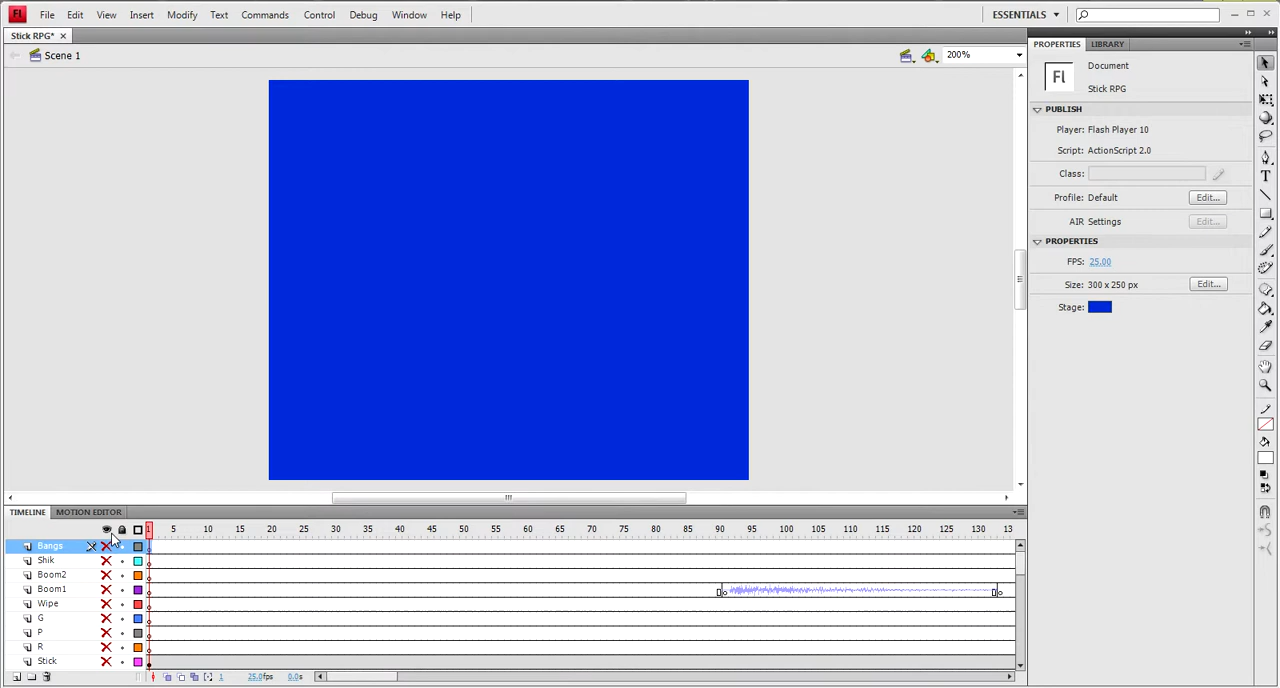 Fl File Edit View Insert Modify Text Commands Control Debug Window Help ESSENTIALS
Stick RPG* ×
Scene 1 200%
PROPERTIES LIBRARY
Fl Document
Stick RPG
PUBLISH
Player: Flash Player 10
Script: ActionScript 2.0
Class:
Profile: Default Edit...
AIR Settings Edit...
PROPERTIES
FPS: 25.00
Size: 300 x 250 px Edit...
Stage:
TIMELINE MOTION EDITOR
1 5 10 15 20 25 30 35 40 45 50 55 60 65 70 75 80 85 90 95 100 105 110 115 120 125 130 13
Bangs
Shik
Boom2
Boom1
Wipe
G
P
R
Stick
1 25.0fps 0.0s